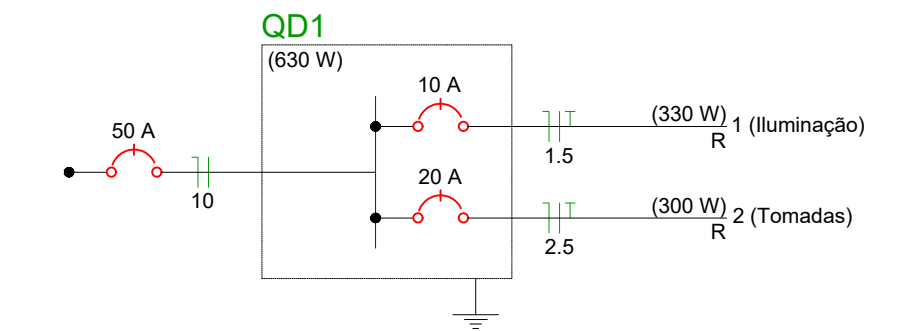 QD1
(630 W)
10 A
50 A
(330 W)
1 (Iluminação)
R
1.5
10
20 A
(300 W)
2 (Tomadas)
R
2.5